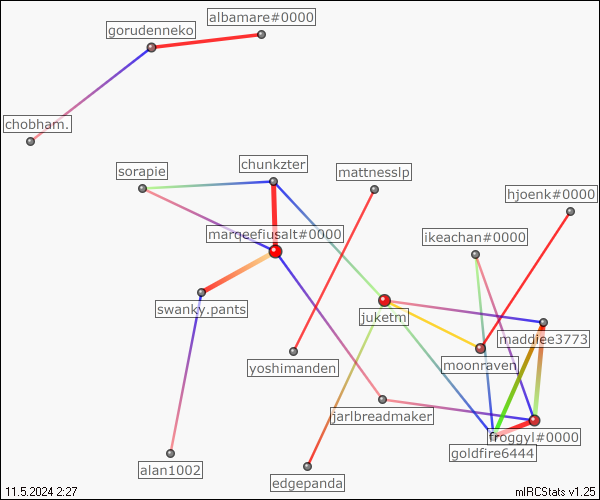 albamare#0000
gorudenneko
chobham.
chunkzter
sorapie
mattnesslp
hjoenk#0000
marqeefiusalt#0000
ikeachan#0000
swanky.pants
juketm
maddiee3773
yoshimanden
moonraven
jarlbreadmaker
froggyl#0000
goldfire6444
alan1002
edgepanda
11.5.2024 2:27
mIRCStats v1.25